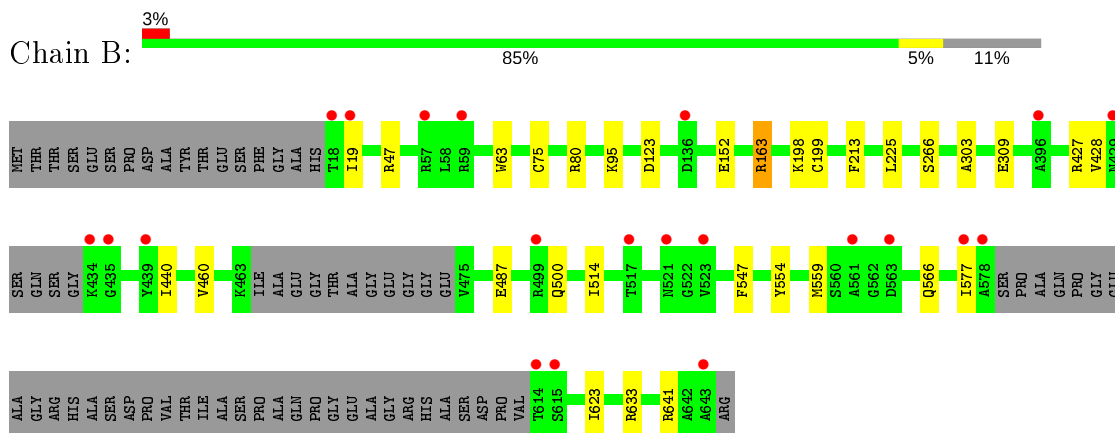 3%
Chain B:
85% 5% 11%
MET THR THR SER GLU SER PRO ASP ALA TYR THR GLU SER PHE GLY ALA HIS T18 I19 R47 R57 L58 R59 W63 C75 R80 K95 D123 D136 E152 R163 K198 C199 F213 L225 S266 A303 E309 A396 R427 V428
SER GLN SER GLY K434 G435 Y439 I440 V460 K463 ILE ALA GLU GLY THR ALA GLY GLU GLY GLY GLU V475 E487 R499 Q500 I514 T517 N521 G522 V523 F547 Y554 M559 S560 A561 G562 D563 Q566 I577 A578 SER PRO ALA GLN PRO GLY
ALA GLY ARG HIS ALA SER ASP PRO VAL THR ILE ALA SER PRO ALA GLN PRO GLY GLU ALA GLY ARG HIS ALA SER ASP PRO VAL T614 S615 I623 R633 R641 A642 A643 ARG